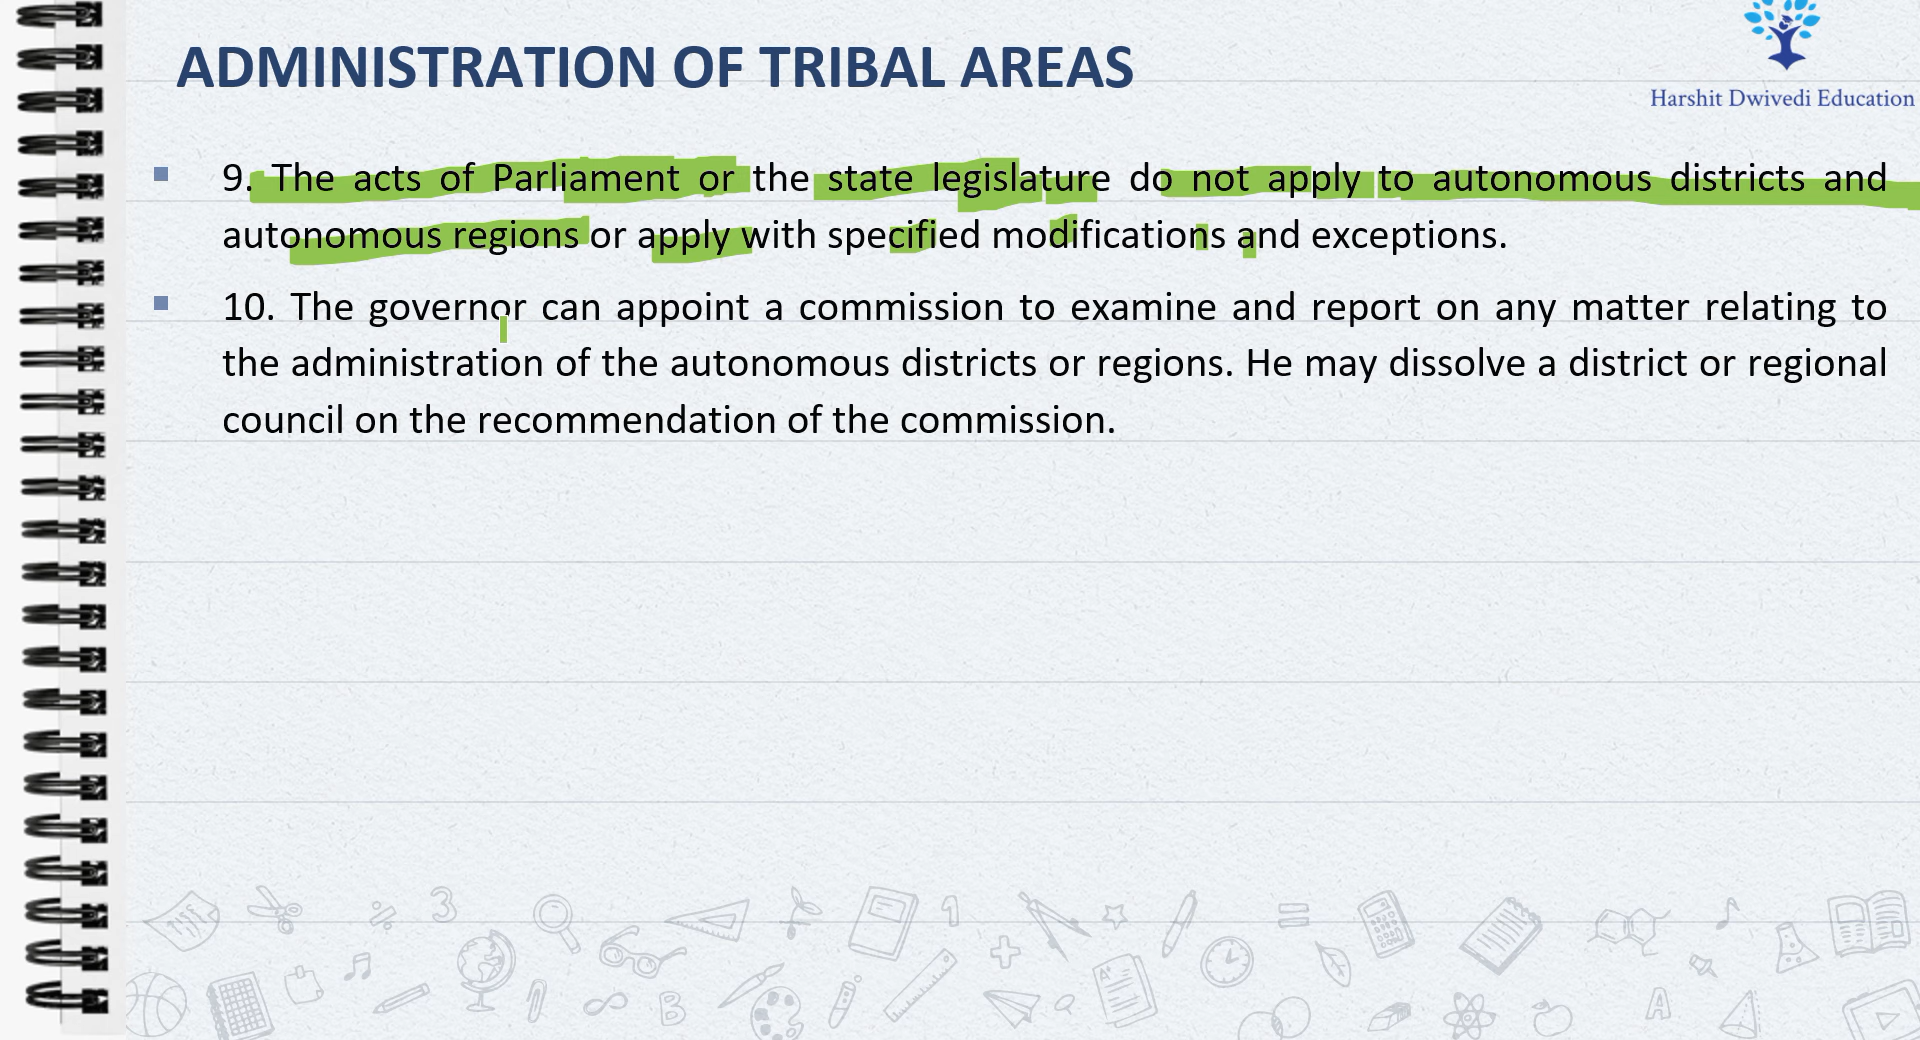 ADMINISTRATION OF TRIBAL AREAS
Harshit Dwivedi Education
9. The acts of Parliament or the state legislature do not apply to autonomous districts and
autonomous regions or apply with specified modifications and exceptions.
10. The governor can appoint a commission to examine and report on any matter relating to
the administration of the autonomous districts or regions. He may dissolve a district or regional
council on the recommendation of the commission.